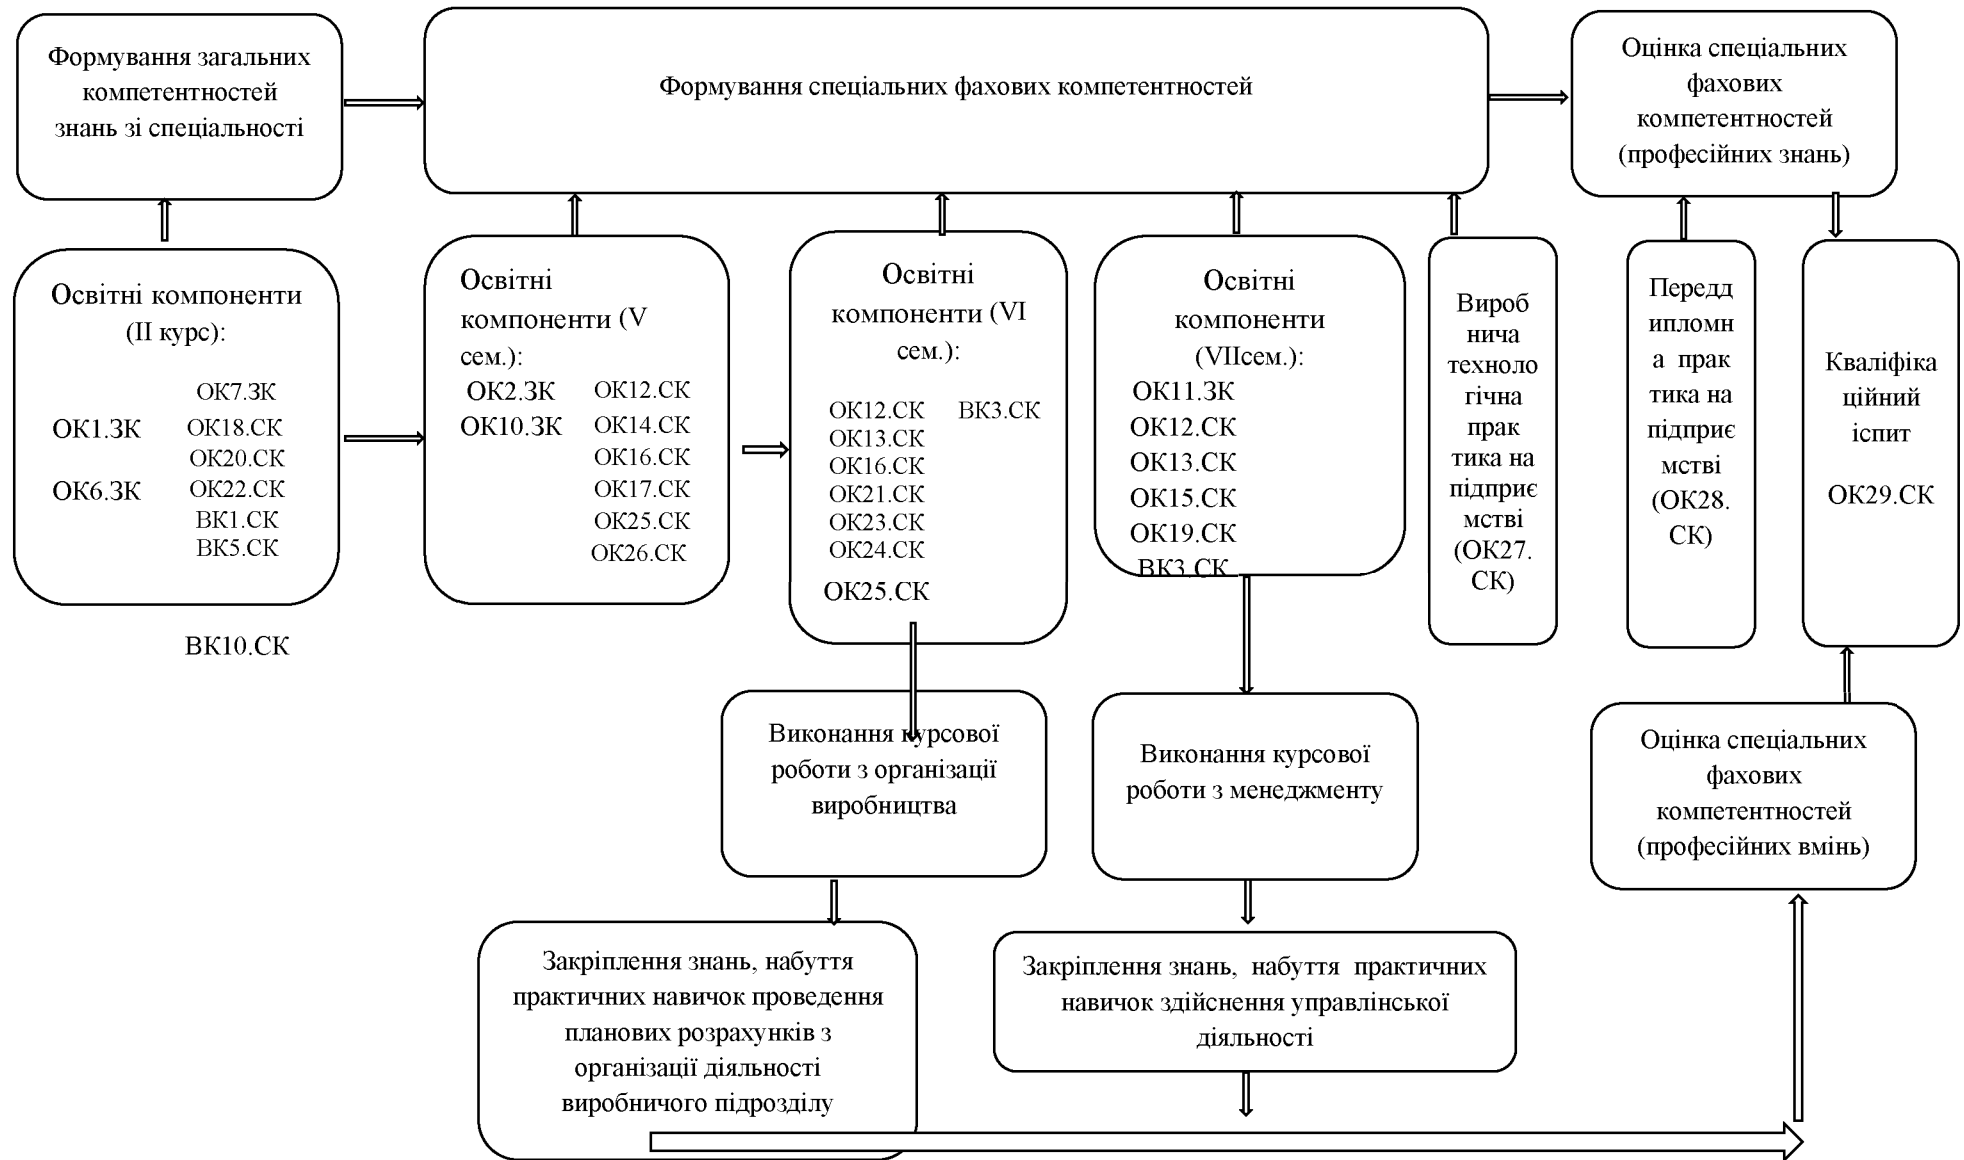 Формування загальних
компетентностей
знань зі спеціальності
Формування спеціальних фахових компетентностей
Оцінка спеціальних
фахових
компетентностей
(професійних знань)
Освітні компоненти
(ІІ курс):
ОК7.ЗК
ОК1.ЗК
ОК18.СК
ОК20.СК
ОК6.ЗК
ОК22.СК
ВК1.СК
ВК5.СК
ВК10.СК
Освітні
компоненти (V
сем.):
ОК2.ЗК
ОК10.ЗК
ОК12.СК
ОК14.СК
ОК16.СК
ОК17.СК
ОК25.СК
ОК26.СК
Освітні
компоненти (VI
сем.):
ОК12.СК
ОК13.СК
ОК16.СК
ОК21.СК
ОК23.СК
ОК24.СК
ОК25.СК
ВК3.СК
Освітні
компоненти
(VIIсем.):
ОК11.ЗК
ОК12.СК
ОК13.СК
ОК15.СК
ОК19.СК
ВК3.СК
Вироб
нича
техноло
гічна
прак
тика на
підприє
мстві
(ОК27.
СК)
Передд
ипломн
а прак
тика на
підприє
мстві
(ОК28.
СК)
Кваліфіка
ційний
іспит
ОК29.СК
Виконання курсової
роботи з організації
виробництва
Виконання курсової
роботи з менеджменту
Оцінка спеціальних
фахових
компетентностей
(професійних вмінь)
Закріплення знань, набуття
практичних навичок проведення
планових розрахунків з
організації діяльності
виробничого підрозділу
Закріплення знань, набуття практичних
навичок здійснення управлінської
діяльності